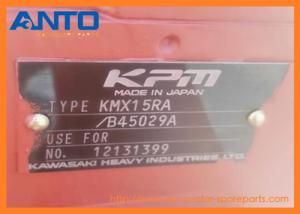 ANTO
KPM
MADE IN JAPAN
TYPE KMX15RA
/B45029A
USE FOR
NO. 12131399
KAWASAKI HEAVY INDUSTRIES, LTD.